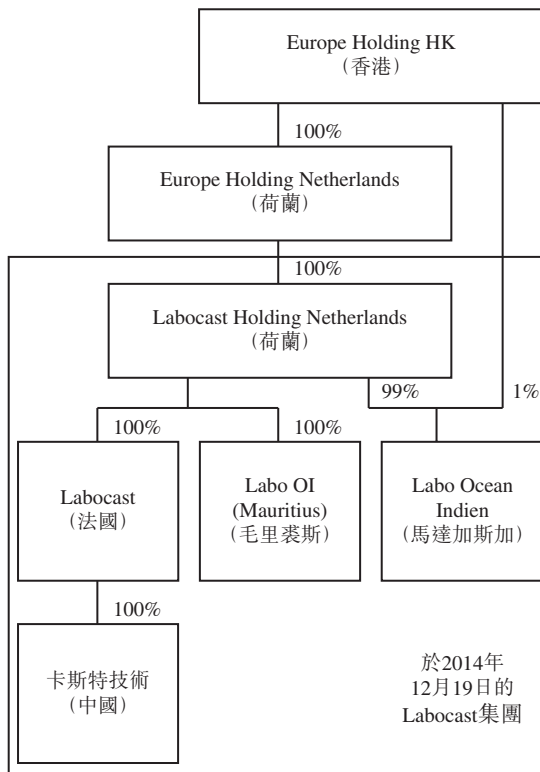 Europe Holding HK
（香港）
100%
Europe Holding Netherlands
（荷蘭）
100%
Labocast Holding Netherlands
（荷蘭）
99%
1%
100%
100%
Labocast
（法國）
Labo OI
(Mauritius)
（毛里裘斯）
Labo Ocean
Indien
（馬達加斯加）
100%
卡斯特技術
（中國）
於2014年
12月19日的
Labocast集團